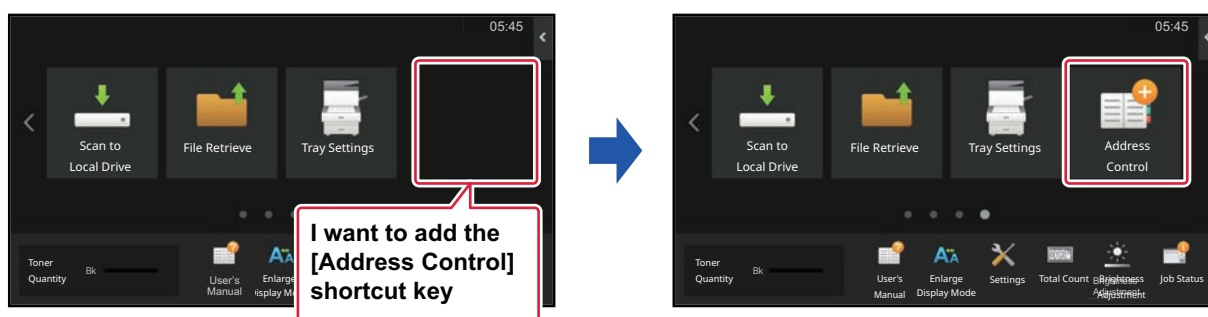 05:45
Scan to
Local Drive
File Retrieve
Tray Settings
I want to add the
[Address Control]
shortcut key
Toner
Quantity
Bk
User's
Manual
Enlarge
isplay M
05:45
Scan to
Local Drive
File Retrieve
Tray Settings
Address
Control
Toner
Quantity
Bk
User's
Manual
Enlarge
Display Mode
Settings
Total Count
Brightness
Adjustment
Job Status